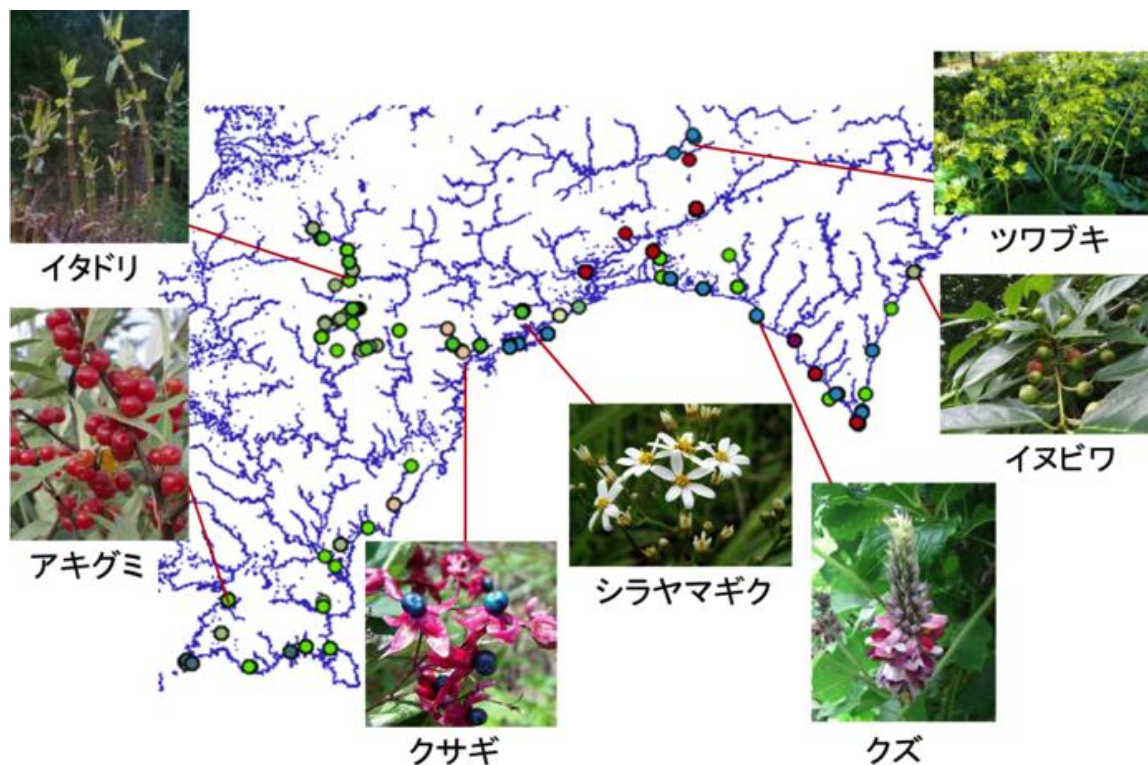 イタドリ
ツワブキ
アキグミ
イヌビワ
シラヤマギク
クサギ
クズ